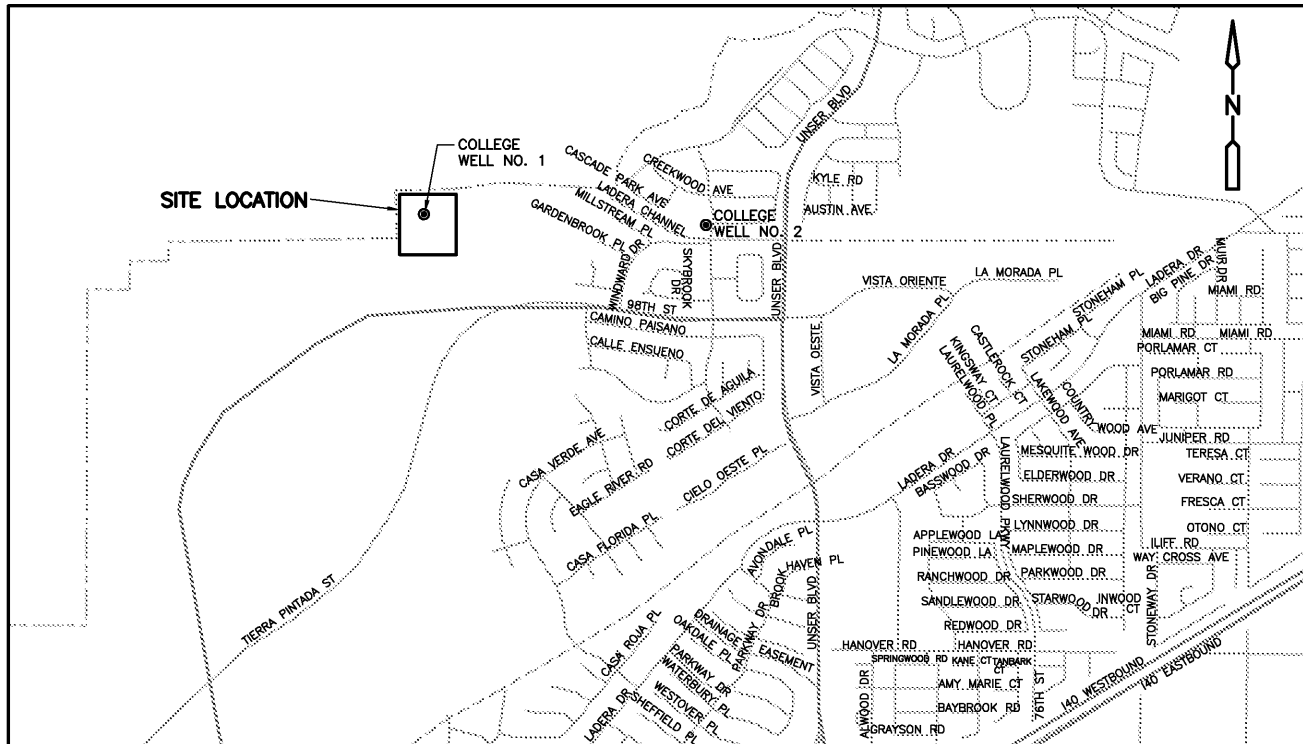 N
UNSER BLVD
COLLEGE
WELL NO. 1
SITE LOCATION
CASCADE PARK AVE
LADERA CHANNEL
MILLSTREAM PL
GARDENBROOK PL
CREEKWOOD AVE
KYLE RD
AUSTIN AVE
COLLEGE
WELL NO. 2
WINDWARD DR
SKYBROOK
DR
UNSER BLVD
98TH ST
CAMINO PAISANO
CALLE ENSUENO
VISTA ORIENTE
LA MORADA PL
LA MORADA PL
VISTA OESTE
STONEHAM PL
STONEHAM PL
LADERA DR
BIG PINE DR
MUIR DR
MIAMI RD
MIAMI RD
MIAMI RD
PORLAMAR CT
PORLAMAR RD
MARIGOT CT
CASTLEROCK CT
KINGSWAY CT
LAURELWOOD PL
LAKEWOOD AVE
COUNTRY
WOOD AVE
JUNIPER RD
TERESA CT
VERANO CT
FRESCA CT
OTONO CT
ILIFF RD
WAY CROSS AVE
CORTE DE AGUILA
CORTE DEL VIENTO
CASA VERDE AVE
EAGLE RIVER RD
CIELO OESTE PL
CASA FLORIDA PL
LADERA DR
BASSWOOD DR
LAURELWOOD PKWY
MESQUITE WOOD DR
ELDERWOOD DR
SHERWOOD DR
LYNNWOOD DR
APPLEWOOD LA
PINEWOOD LA
MAPLEWOOD DR
RANCHWOOD DR
PARKWOOD DR
SANDLEWOOD DR
STARWOOD
DR
INWOOD
CT
STONEWAY DR
REDWOOD DR
HANOVER RD
HANOVER RD
SPRINGWOOD RD
KANE CT
TANBARK
CT
AMY MARIE CT
BAYBROOK RD
GRAYSON RD
ALWOOD DR
76TH ST
I40 WESTBOUND
I40 EASTBOUND
AVONDALE PL
BROOK HAVEN PL
UNSER BLVD
PARKWAY DR
DRAINAGE
EASEMENT
OAKDALE PL
PARKWAY DR
WATERBURY PL
WESTOVER PL
SHEFFIELD PL
LADERA DR
CASA ROJA PL
TIERRA PINTADA ST